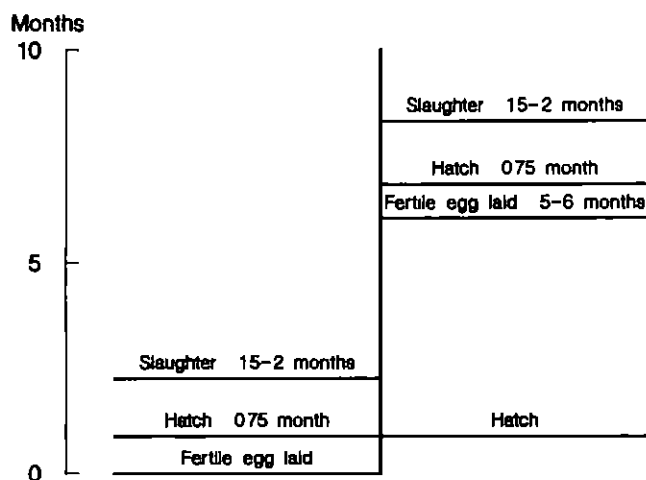 Months
10
Slaughter 15-2 months
Hatch 075 month
Fertile egg laid 5-6 months
5
Slaughter 15-2 months
Hatch 075 month
Hatch
Fertile egg laid
0